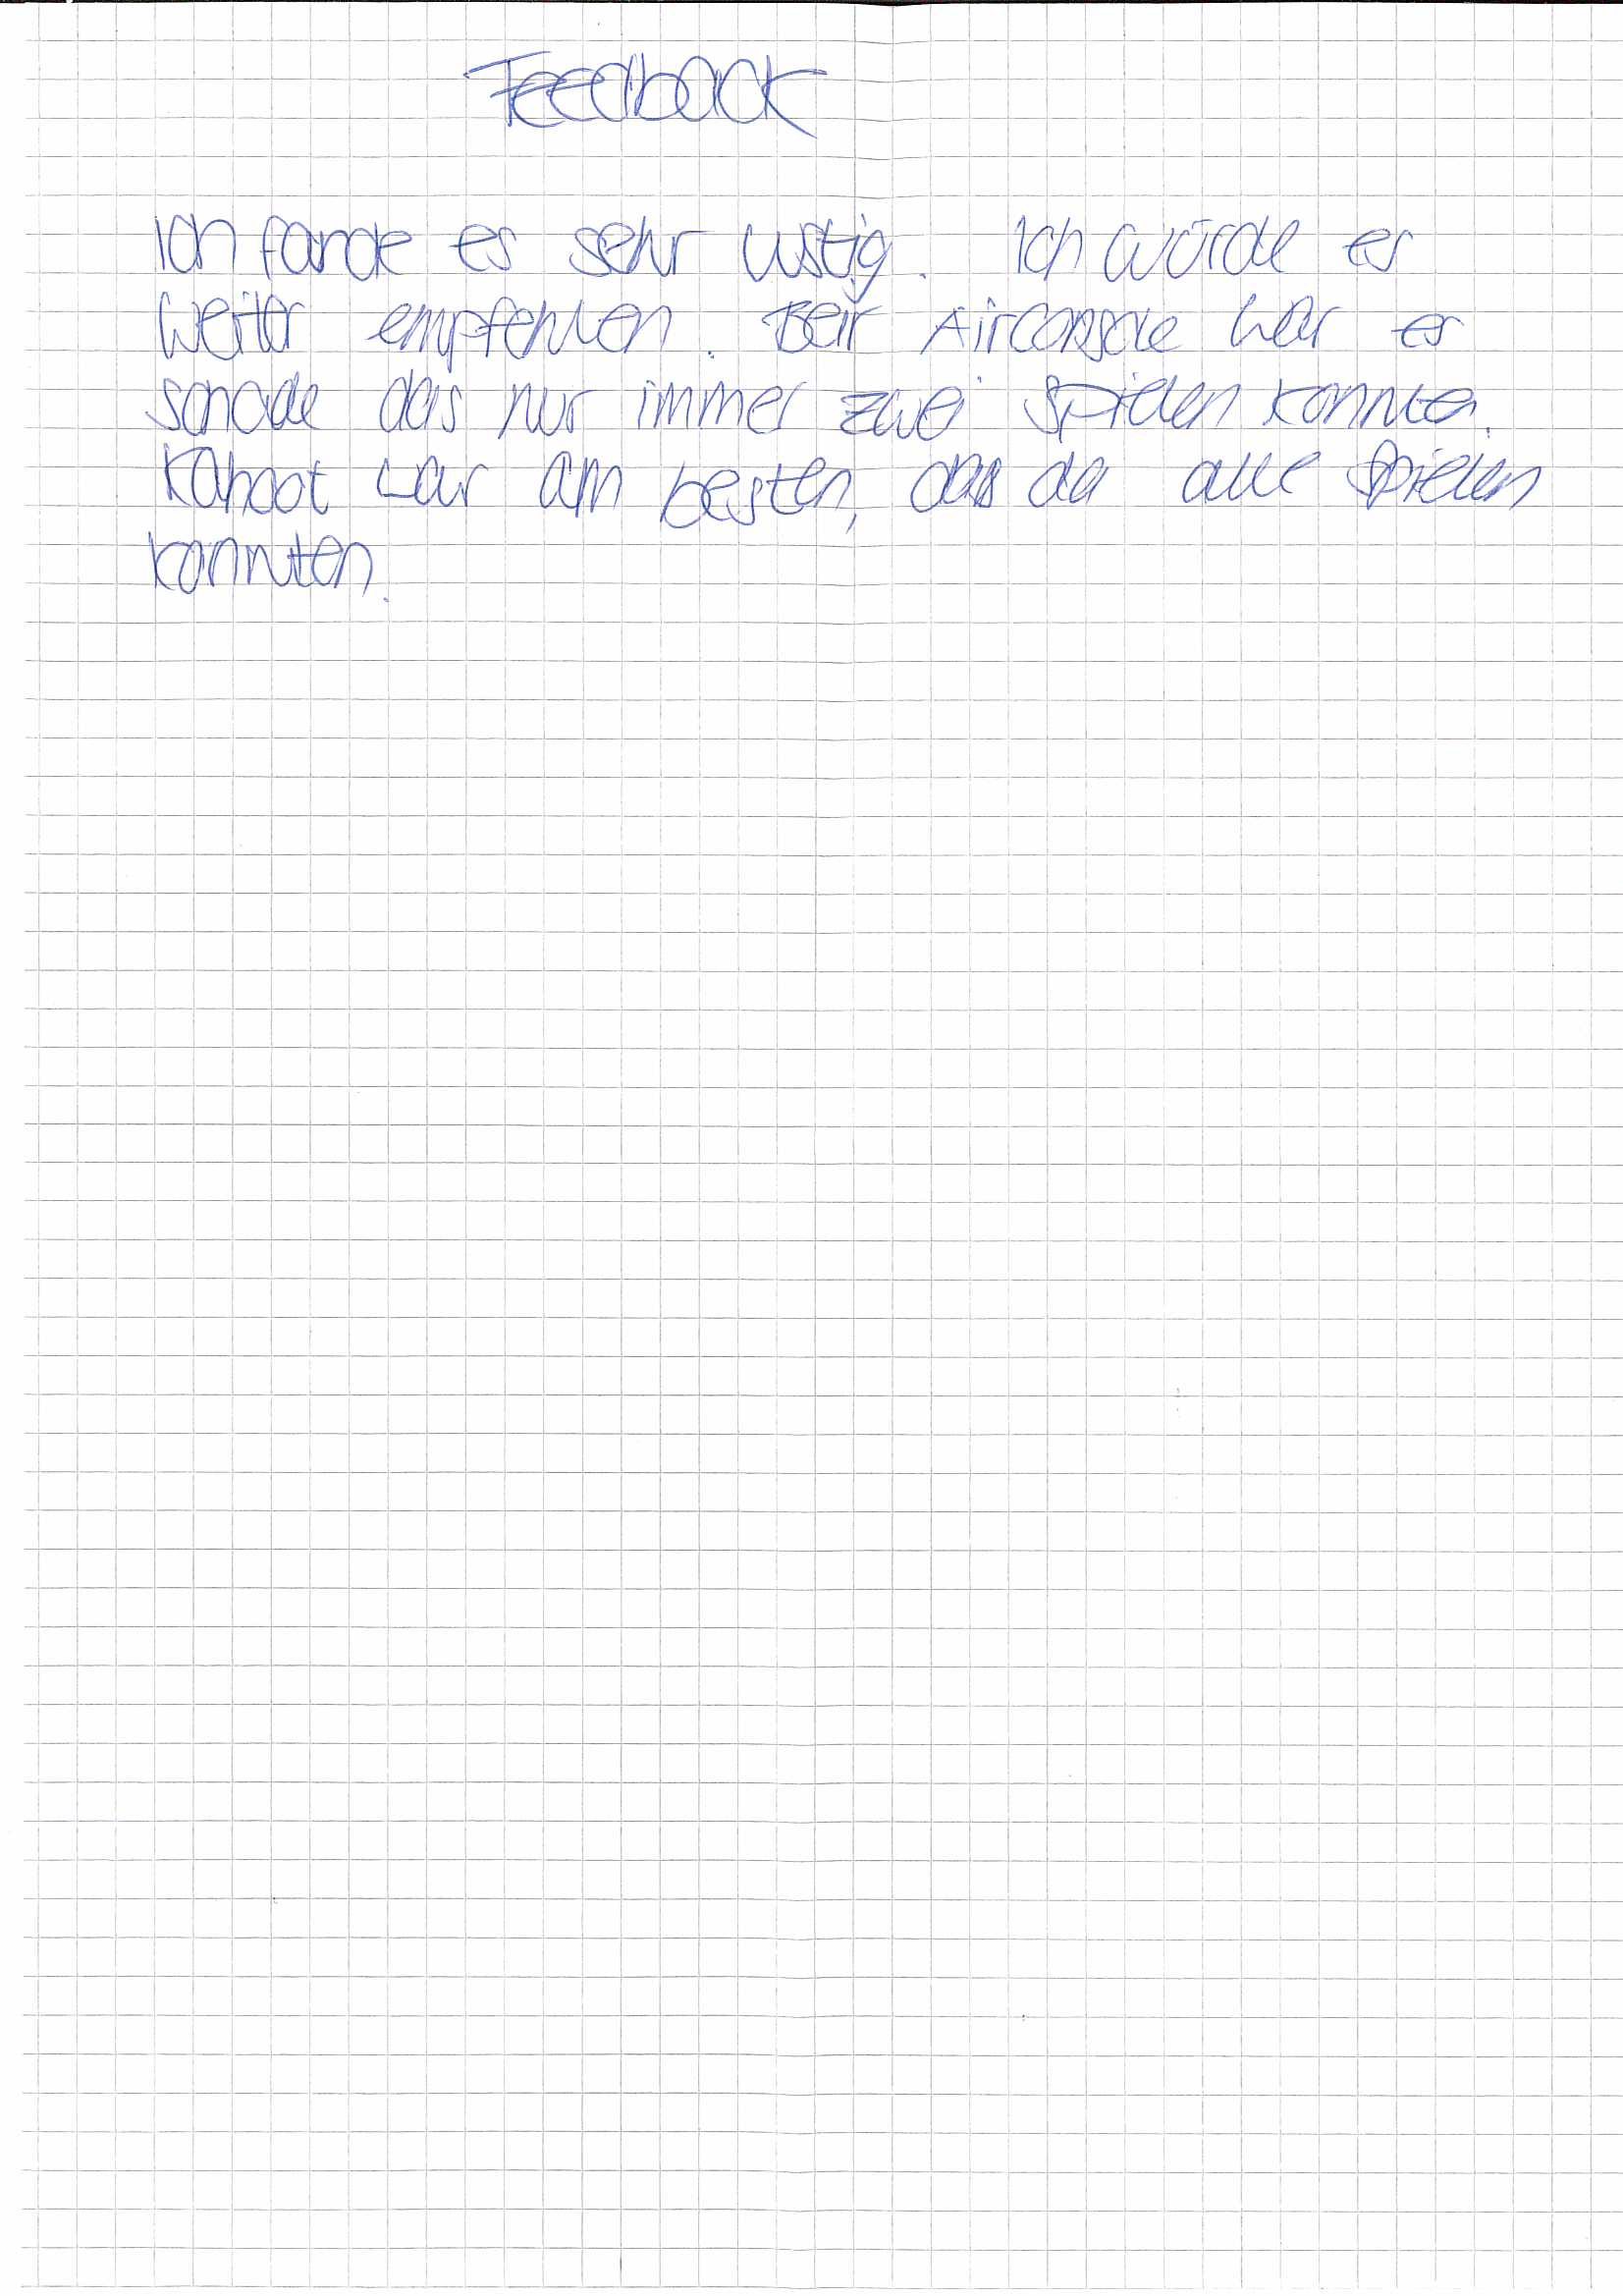 Feedback
Ich fande es sehr lustig. Ich würde es
weiter empfehlen. Bei Airconsole war es
schade das nur immer zwei spielen konnten.
Kahoot war am besten, das da alle spielen
konnten.